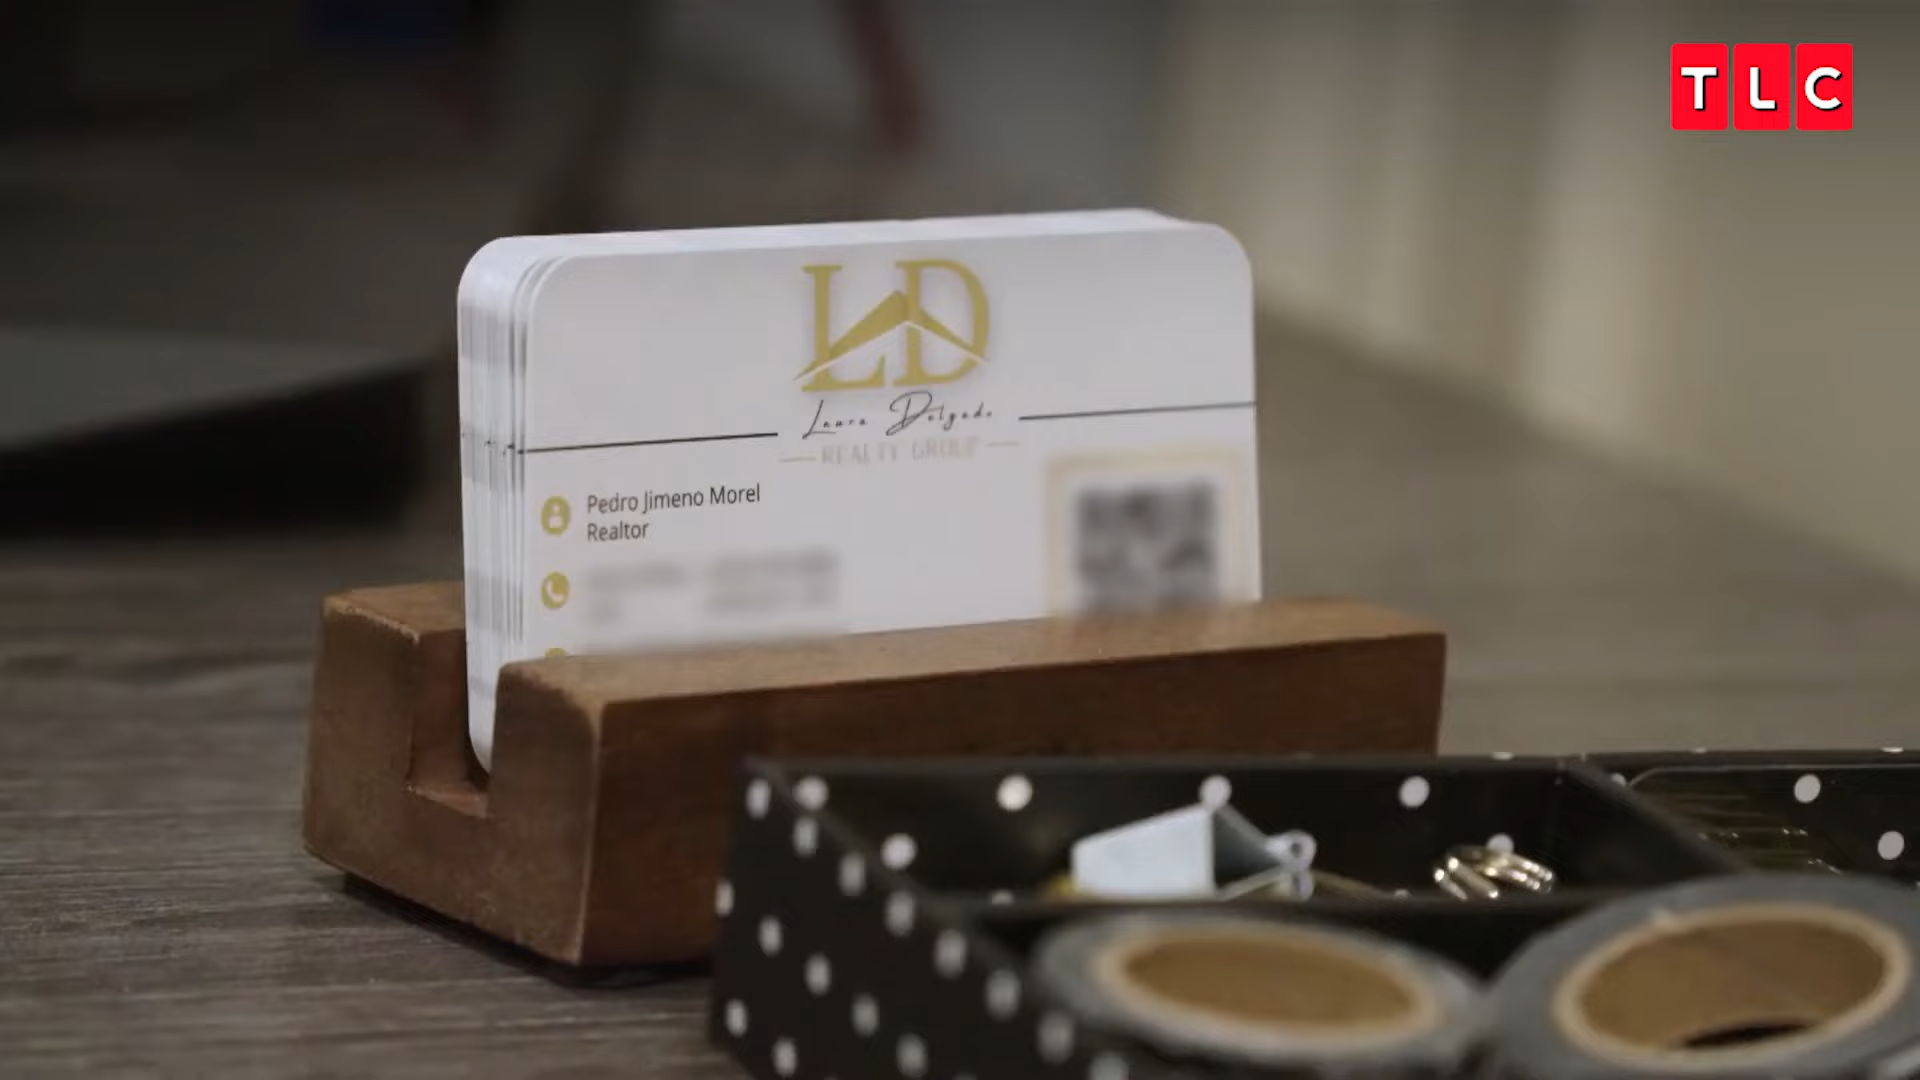 TLC
LD
Laura Delgado
REALTY GROUP
Pedro Jimeno Morel
Realtor